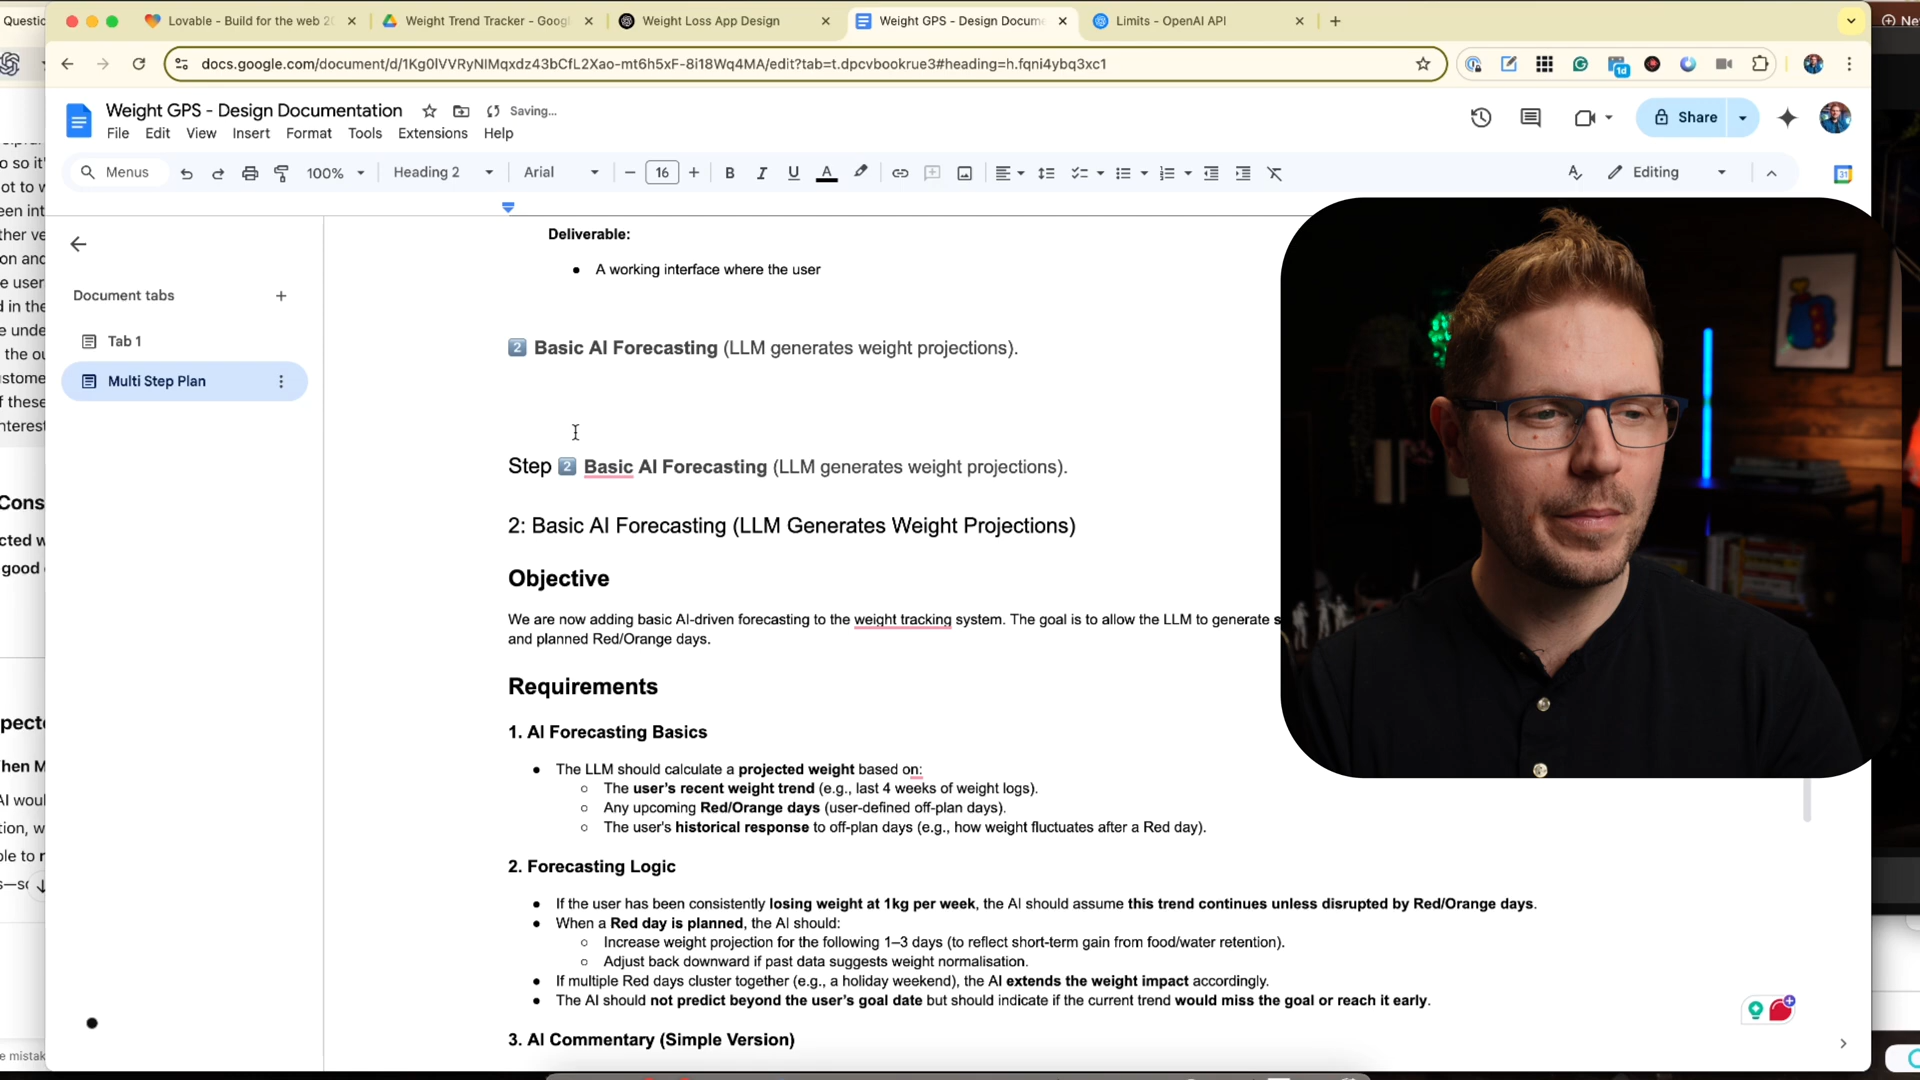 Lovable - Build for the web 20
Weight Trend Tracker - Googl
Weight Loss App Design
Weight GPS - Design Docume
Limits - OpenAI API
docs.google.com/document/d/1Kg0lVVRyNIMqxdz43bCfL2Xao-mt6h5xF-8i18Wq4MA/edit?tab=t.dpcvbookrue3#heading=h.fqni4ybq3xc1
1d
Weight GPS - Design Documentation
Saving...
File Edit View Insert Format Tools Extensions Help
Share
Menus 100% Heading 2 Arial 16 B I U A Editing
31
Document tabs
Tab 1
Multi Step Plan
Deliverable:
A working interface where the user
2 Basic AI Forecasting (LLM generates weight projections).
Step 2 Basic AI Forecasting (LLM generates weight projections).
2: Basic AI Forecasting (LLM Generates Weight Projections)
Objective
We are now adding basic AI-driven forecasting to the weight tracking system. The goal is to allow the LLM to generate
and planned Red/Orange days.
Requirements
1. AI Forecasting Basics
The LLM should calculate a projected weight based on:
The user's recent weight trend (e.g., last 4 weeks of weight logs).
Any upcoming Red/Orange days (user-defined off-plan days).
The user's historical response to off-plan days (e.g., how weight fluctuates after a Red day).
2. Forecasting Logic
If the user has been consistently losing weight at 1kg per week, the AI should assume this trend continues unless disrupted by Red/Orange days.
When a Red day is planned, the AI should:
Increase weight projection for the following 1–3 days (to reflect short-term gain from food/water retention).
Adjust back downward if past data suggests weight normalisation.
If multiple Red days cluster together (e.g., a holiday weekend), the AI extends the weight impact accordingly.
The AI should not predict beyond the user's goal date but should indicate if the current trend would miss the goal or reach it early.
3. AI Commentary (Simple Version)